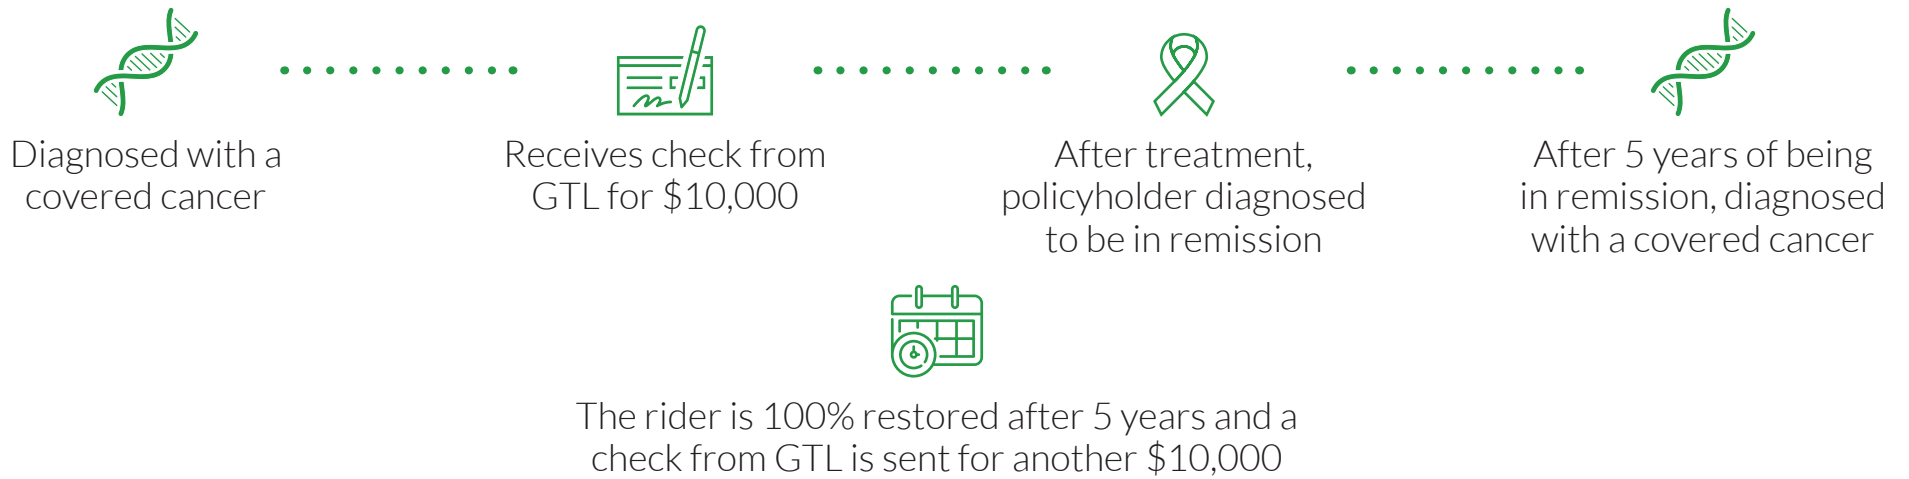 Diagnosed with a
covered cancer
Receives check from
GTL for $10,000
After treatment,
policyholder diagnosed
to be in remission
After 5 years of being
in remission, diagnosed
with a covered cancer
The rider is 100% restored after 5 years and a
check from GTL is sent for another $10,000